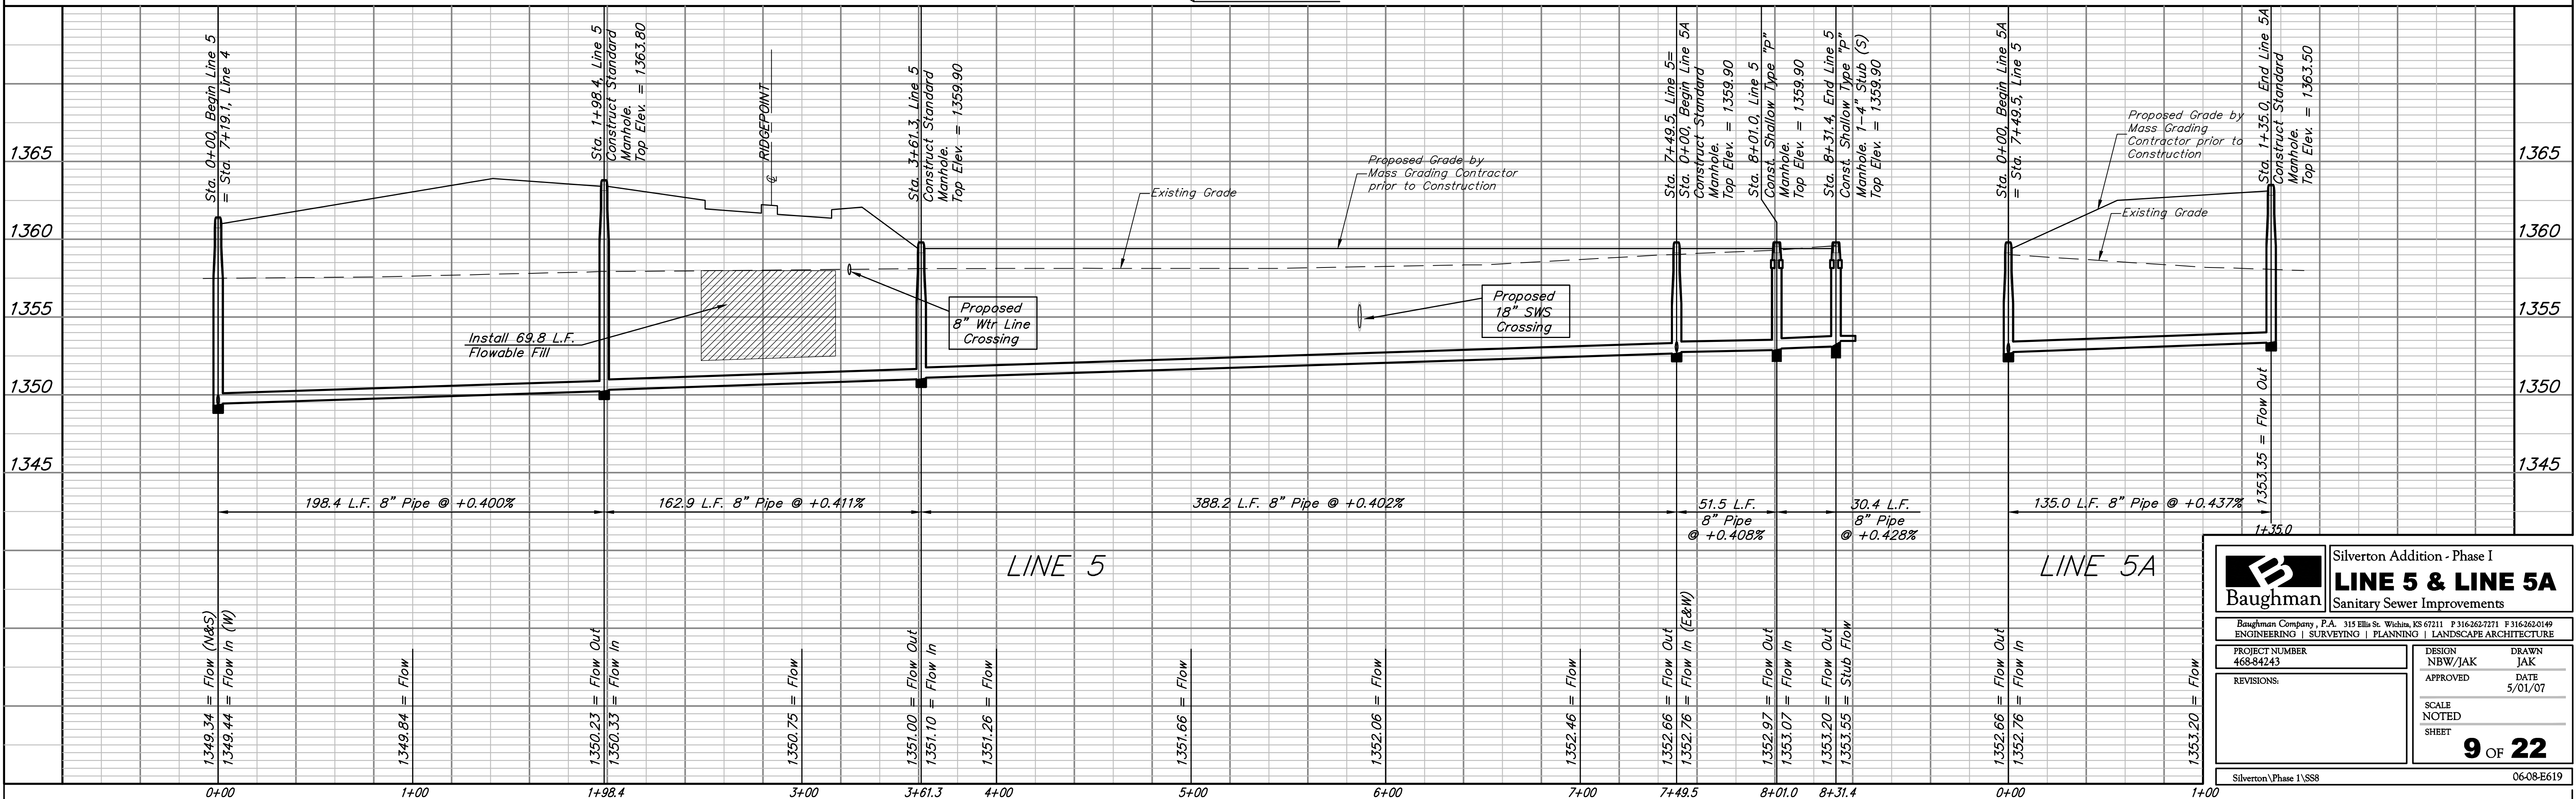 Sta. 0+00, Begin Line 5
= Sta. 7+19.1, Line 4
Sta. 1+98.4, Line 5
Construct Standard
Manhole.
Top Elev. = 1363.80
RIDGEPOINT
℄
Sta. 3+61.3, Line 5
Construct Standard
Manhole.
Top Elev. = 1359.90
Existing Grade
Proposed Grade by
Mass Grading Contractor
prior to Construction
Sta. 7+49.5, Line 5=
Sta. 0+00, Begin Line 5A
Construct Standard
Manhole.
Top Elev. = 1359.90
Sta. 8+01.0, Line 5
Const. Shallow Type "P"
Manhole.
Top Elev. = 1359.90
Sta. 8+31.4, End Line 5
Const. Shallow Type "P"
Manhole. 1-4" Stub (S)
Top Elev. = 1359.90
Sta. 0+00, Begin Line 5A
= Sta. 7+49.5, Line 5
Proposed Grade by
Mass Grading
Contractor prior to
Construction
Existing Grade
Sta. 1+35.0, End Line 5A
Construct Standard
Manhole.
Top Elev. = 1363.50
1365
1360
1355
1350
1345
1365
1360
1355
1350
1345
Install 69.8 L.F.
Flowable Fill
Proposed
8" Wtr Line
Crossing
Proposed
18" SWS
Crossing
1353.35 = Flow Out
198.4 L.F. 8" Pipe @ +0.400%
162.9 L.F. 8" Pipe @ +0.411%
388.2 L.F. 8" Pipe @ +0.402%
51.5 L.F.
8" Pipe
@ +0.408%
30.4 L.F.
8" Pipe
@ +0.428%
135.0 L.F. 8" Pipe @ +0.437%
1+35.0
LINE 5
LINE 5A
1349.34 = Flow (N&S)
1349.44 = Flow In (W)
1349.84 = Flow
1350.23 = Flow Out
1350.33 = Flow In
1350.75 = Flow
1351.00 = Flow Out
1351.10 = Flow In
1351.26 = Flow
1351.66 = Flow
1352.06 = Flow
1352.46 = Flow
1352.66 = Flow Out
1352.76 = Flow In (E&W)
1352.97 = Flow Out
1353.07 = Flow In
1353.20 = Flow Out
1353.55 = Stub Flow
1352.66 = Flow Out
1352.76 = Flow In
1353.20 = Flow
0+00
1+00
1+98.4
3+00
3+61.3
4+00
5+00
6+00
7+00
7+49.5
8+01.0
8+31.4
0+00
1+00
Baughman
Silverton Addition - Phase I
LINE 5 & LINE 5A
Sanitary Sewer Improvements
Baughman Company, P.A. 315 Ellis St. Wichita, KS 67211 P 316-262-7271 F 316-262-0149
ENGINEERING | SURVEYING | PLANNING | LANDSCAPE ARCHITECTURE
PROJECT NUMBER
468-84243
REVISIONS:
DESIGN
NBW/JAK
DRAWN
JAK
APPROVED
DATE
5/01/07
SCALE
NOTED
SHEET
9 OF 22
Silverton\Phase 1\SS8
06-08-E619